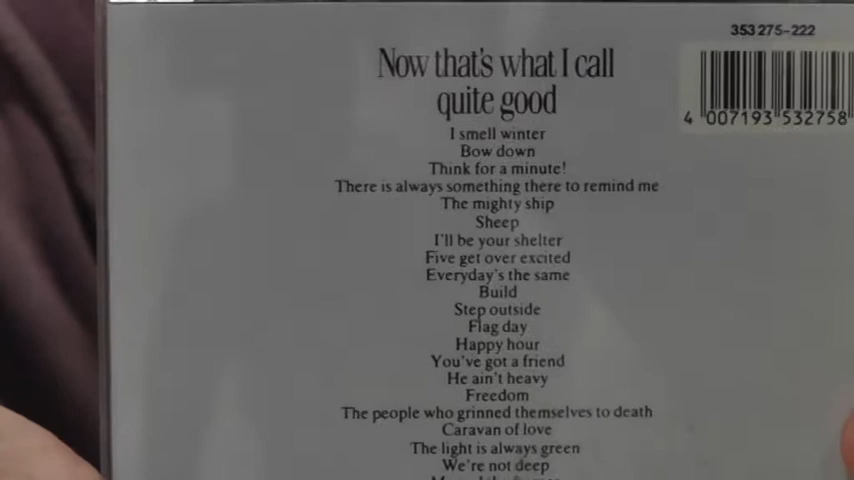 353 275-222
Now that's what I call
quite good
4 007193 532758
I smell winter
Bow down
Think for a minute!
There is always something there to remind me
The mighty ship
Sheep
I'll be your shelter
Five get over excited
Everyday's the same
Build
Step outside
Flag day
Happy hour
You've got a friend
He ain't heavy
Freedom
The people who grinned themselves to death
Caravan of love
The light is always green
We're not deep